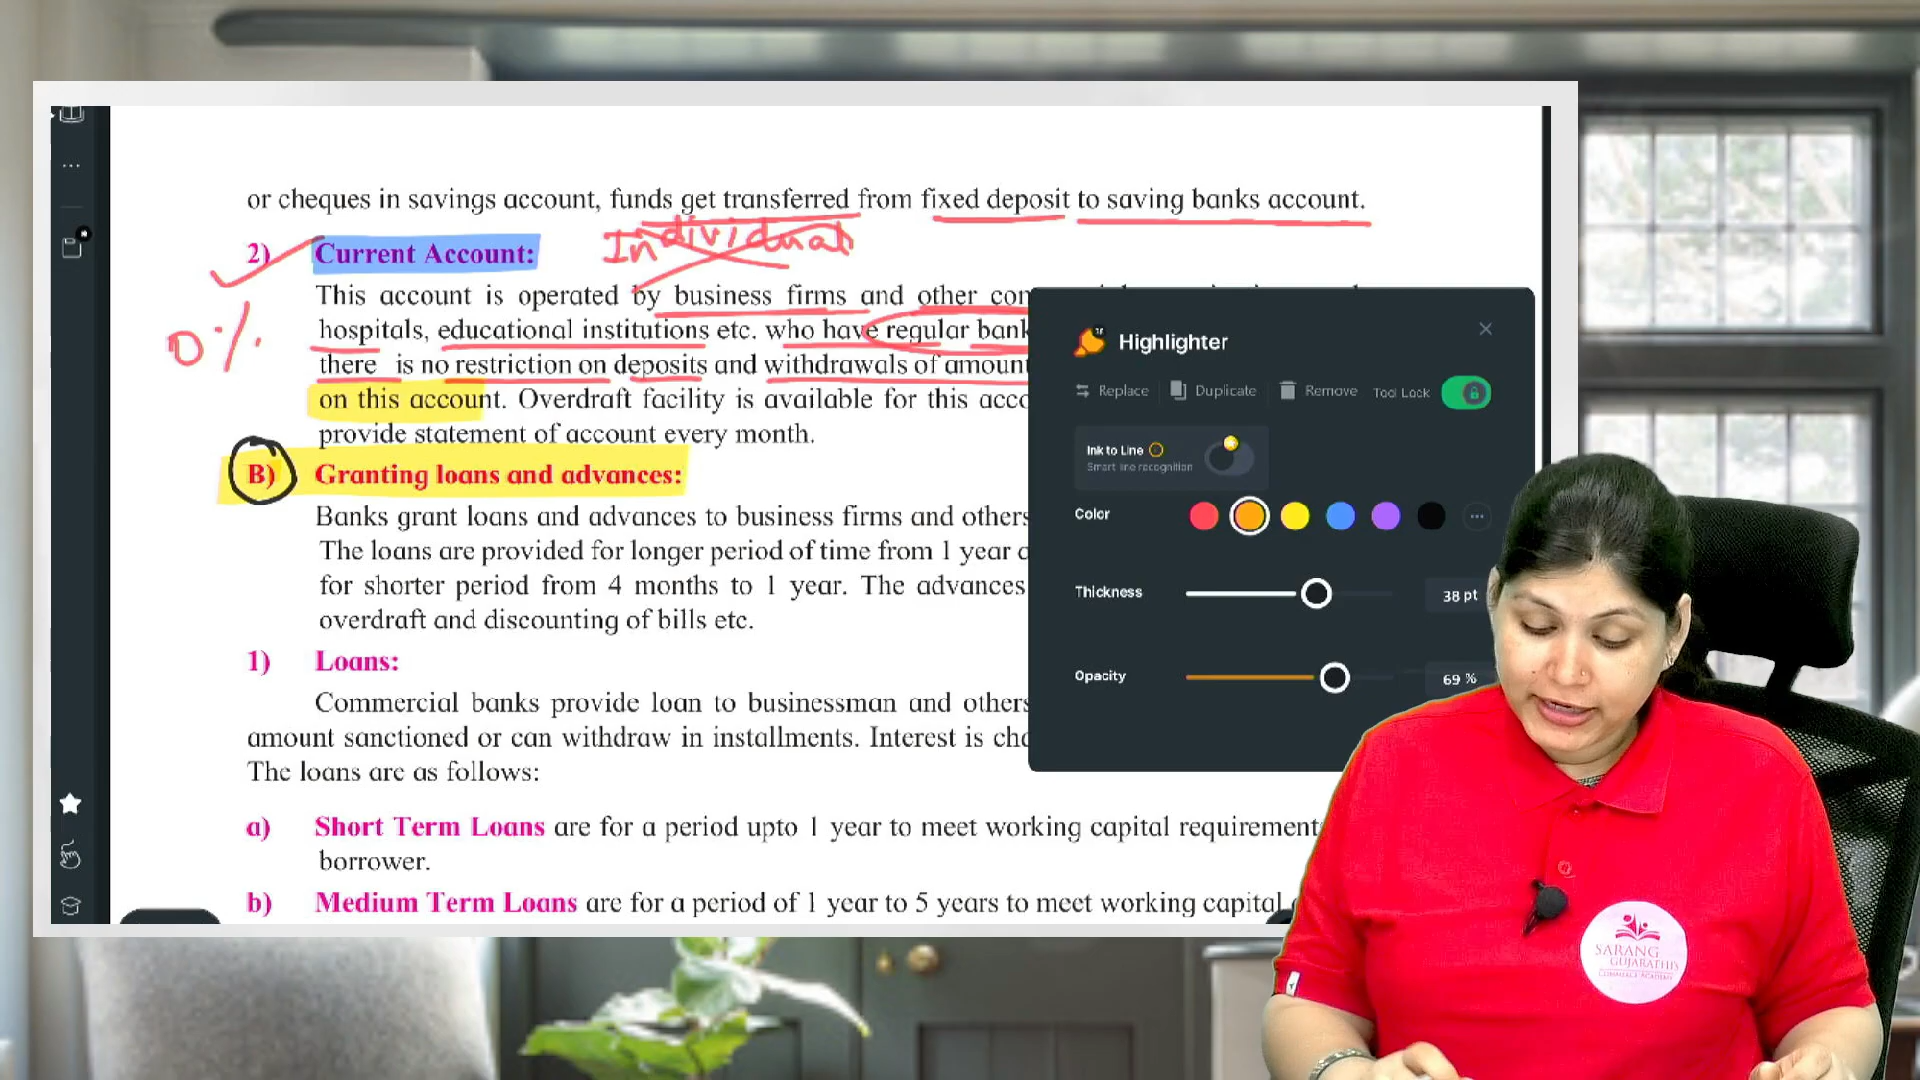 or cheques in savings account, funds get transferred from fixed deposit to saving banks account.
2) Current Account:
Individual
This account is operated by business firms and other
hospitals, educational institutions etc. who have regular bank
0%
there is no restriction on deposits and withdrawals of amount
on this account. Overdraft facility is available for this
provide statement of account every month.
B) Granting loans and advances:
Banks grant loans and advances to business firms and others
The loans are provided for longer period of time from 1 year
for shorter period from 4 months to 1 year. The advances
overdraft and discounting of bills etc.
1) Loans:
Commercial banks provide loan to businessman and others
amount sanctioned or can withdraw in installments. Interest is
The loans are as follows:
a) Short Term Loans are for a period upto 1 year to meet working capital requirement
borrower.
b) Medium Term Loans are for a period of 1 year to 5 years to meet working capital
Highlighter
Replace Duplicate Remove Tool Lock
Ink to Line
Smart line recognition
Color
Thickness 38 pt
Opacity 69 %
SARANG
GUJARATHI'S
COMMERCE ACADEMY